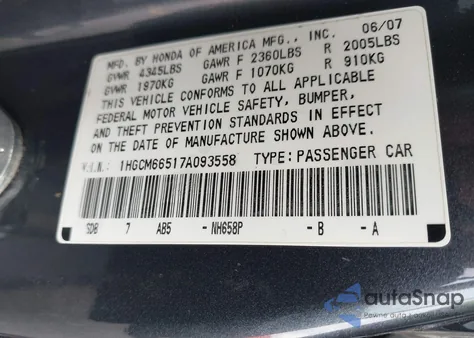 MFD. BY HONDA OF AMERICA MFG., INC. 06/07
GVWR 4345LBS GAWR F 2360LBS R 2005LBS
GVWR 1970KG GAWR F 1070KG R 910KG
THIS VEHICLE CONFORMS TO ALL APPLICABLE
FEDERAL MOTOR VEHICLE SAFETY, BUMPER,
AND THEFT PREVENTION STANDARDS IN EFFECT
ON THE DATE OF MANUFACTURE SHOWN ABOVE.
V.I.N.: 1HGCM66517A093558 TYPE: PASSENGER CAR
SDB 7 AB5 -NH658P -B -A
autoSnap
Pewne auto z